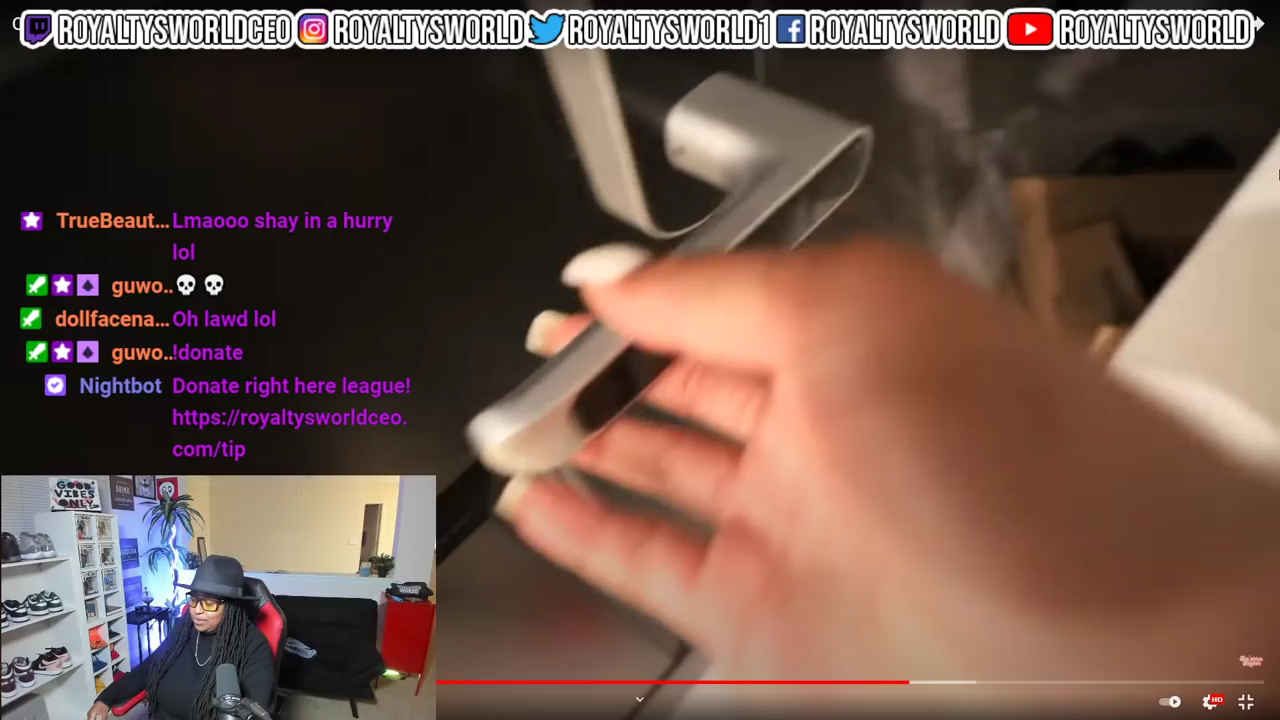 ROYALTYSWORLDCEO ROYALTYSWORLD ROYALTYSWORLD1 ROYALTYSWORLD ROYALTYSWORLD
TrueBeaut... Lmaooo shay in a hurry
lol
guwo.. 💀 💀
dollfacena... Oh lawd lol
guwo.. !donate
Nightbot Donate right here league!
https://royaltysworldceo.
com/tip
GOOD
VIBES
ONLY
HD